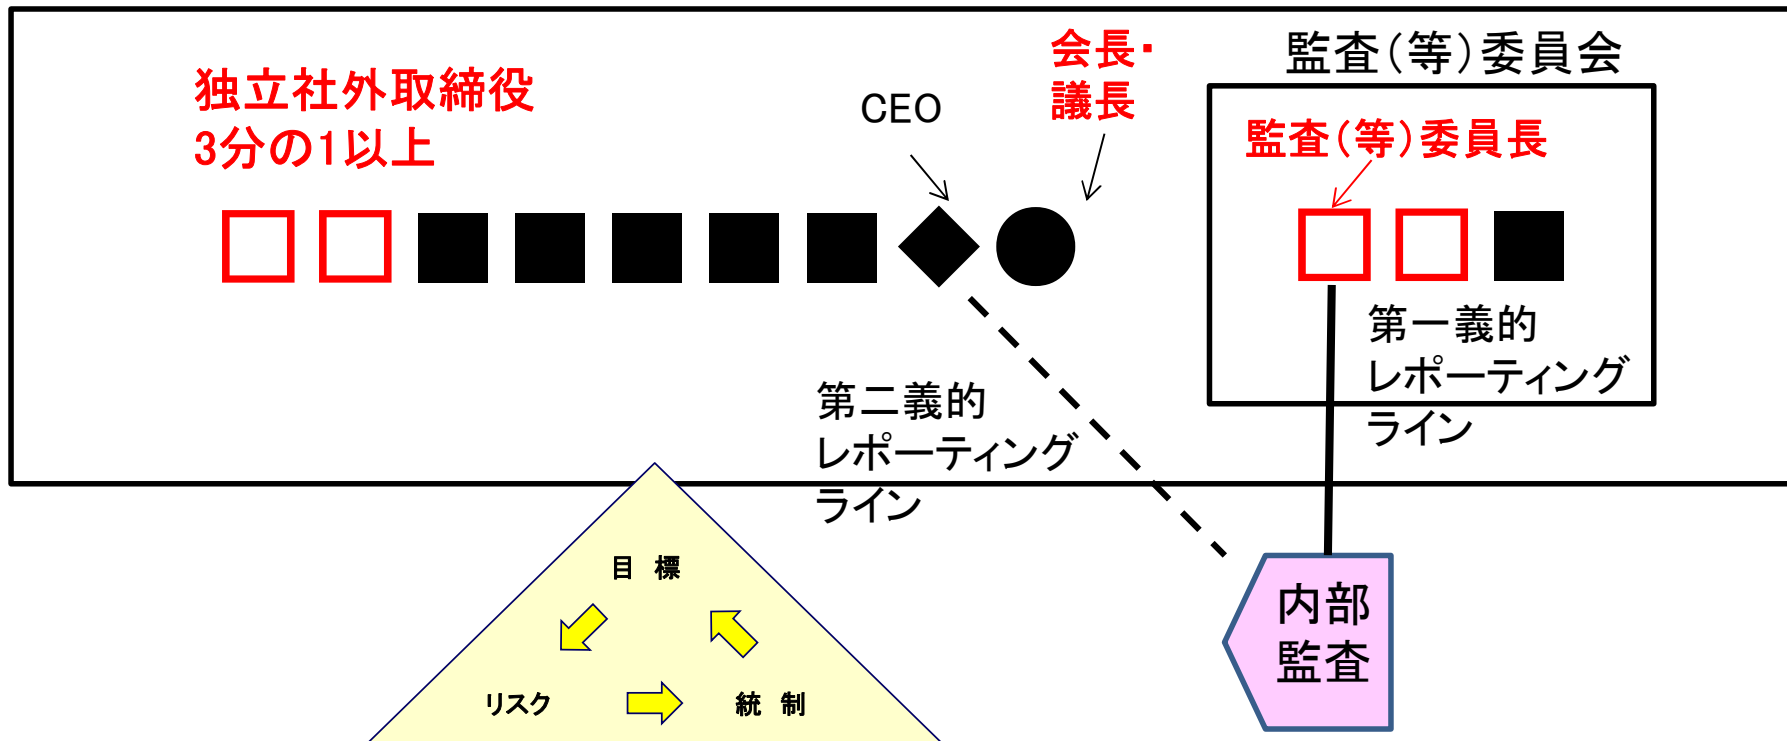 独立社外取締役
3分の1以上
CEO
会長・
議長
監査(等)委員会
監査(等)委員長
第一義的
レポーティング
ライン
第二義的
レポーティング
ライン
目 標
リスク
統 制
内部
監査